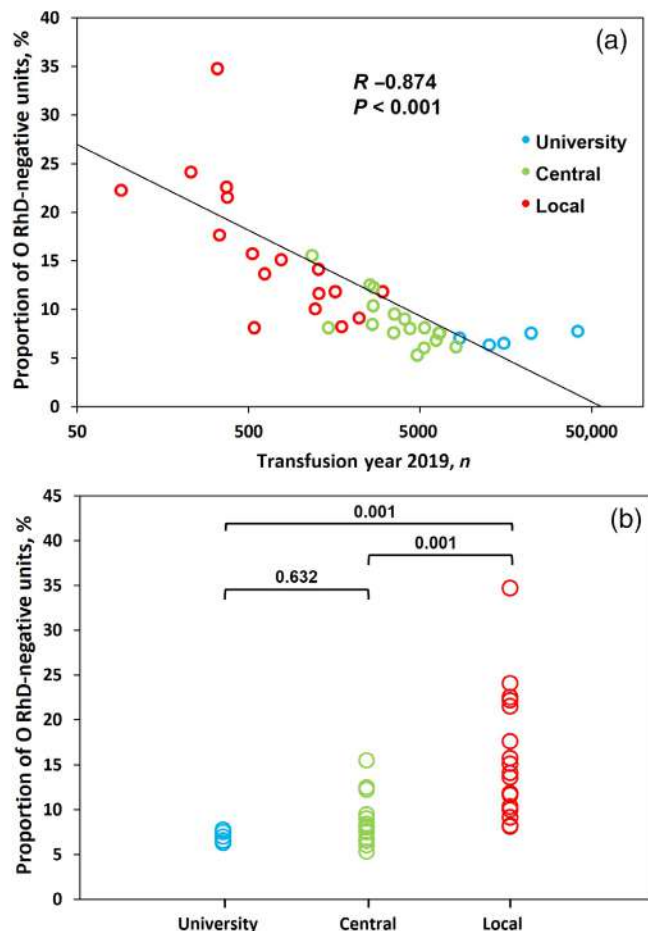 (a)
R –0.874
P < 0.001
University
Central
Local
Proportion of O RhD-negative units, %
40
35
30
25
20
15
10
5
0
50
500
5000
50,000
Transfusion year 2019, n
(b)
0.001
0.001
0.632
Proportion of O RhD-negative units, %
45
40
35
30
25
20
15
10
5
0
University
Central
Local